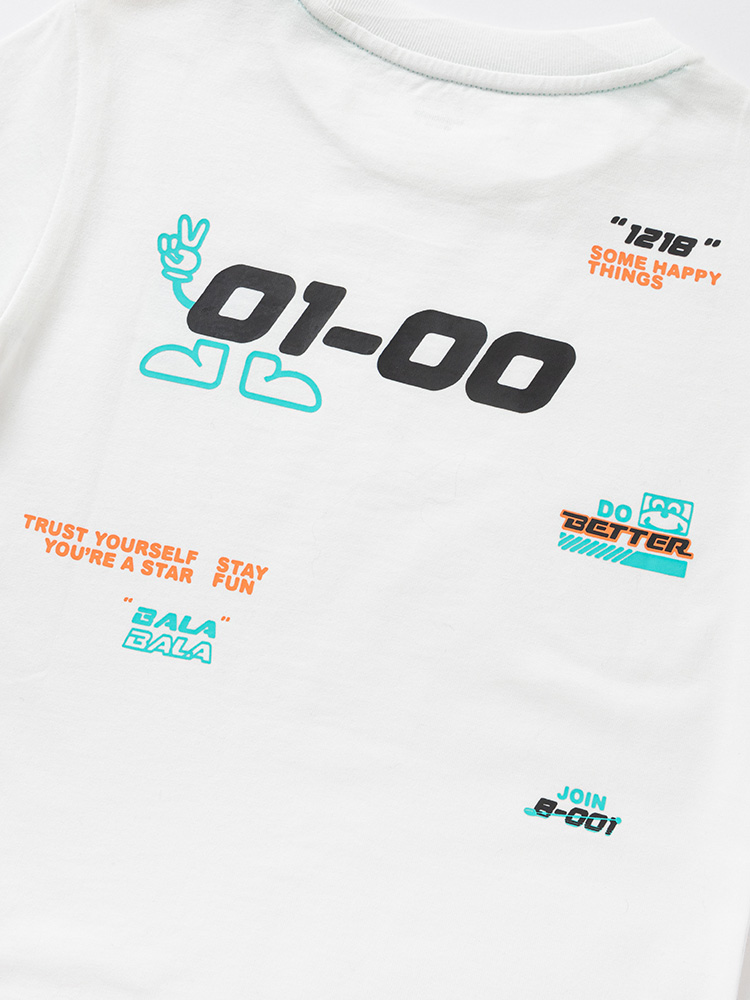 "1218"
SOME HAPPY
THINGS
01-00
DO
BETTER
TRUST YOURSELF
YOU'RE A STAR
STAY
FUN
"BALA"
BALA
JOIN
B-001